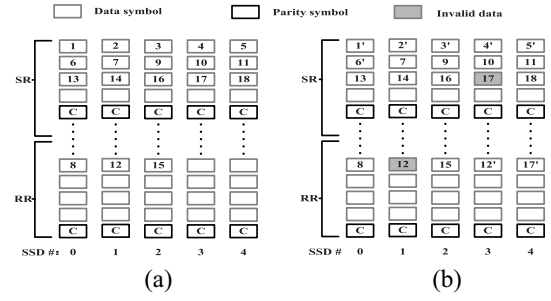 Data symbol Parity symbol Invalid data
1 2 3 4 5 1' 2' 3' 4' 5'
6 7 9 10 11 6' 7 9 10 11
SR 13 14 16 17 18 SR 13 14 16 17 18
C C C C C C C C C C
8 12 15 8 12 15 12' 17'
RR RR
C C C C C C C C C C
SSD #: 0 1 2 3 4 SSD # 0 1 2 3 4
(a) (b)